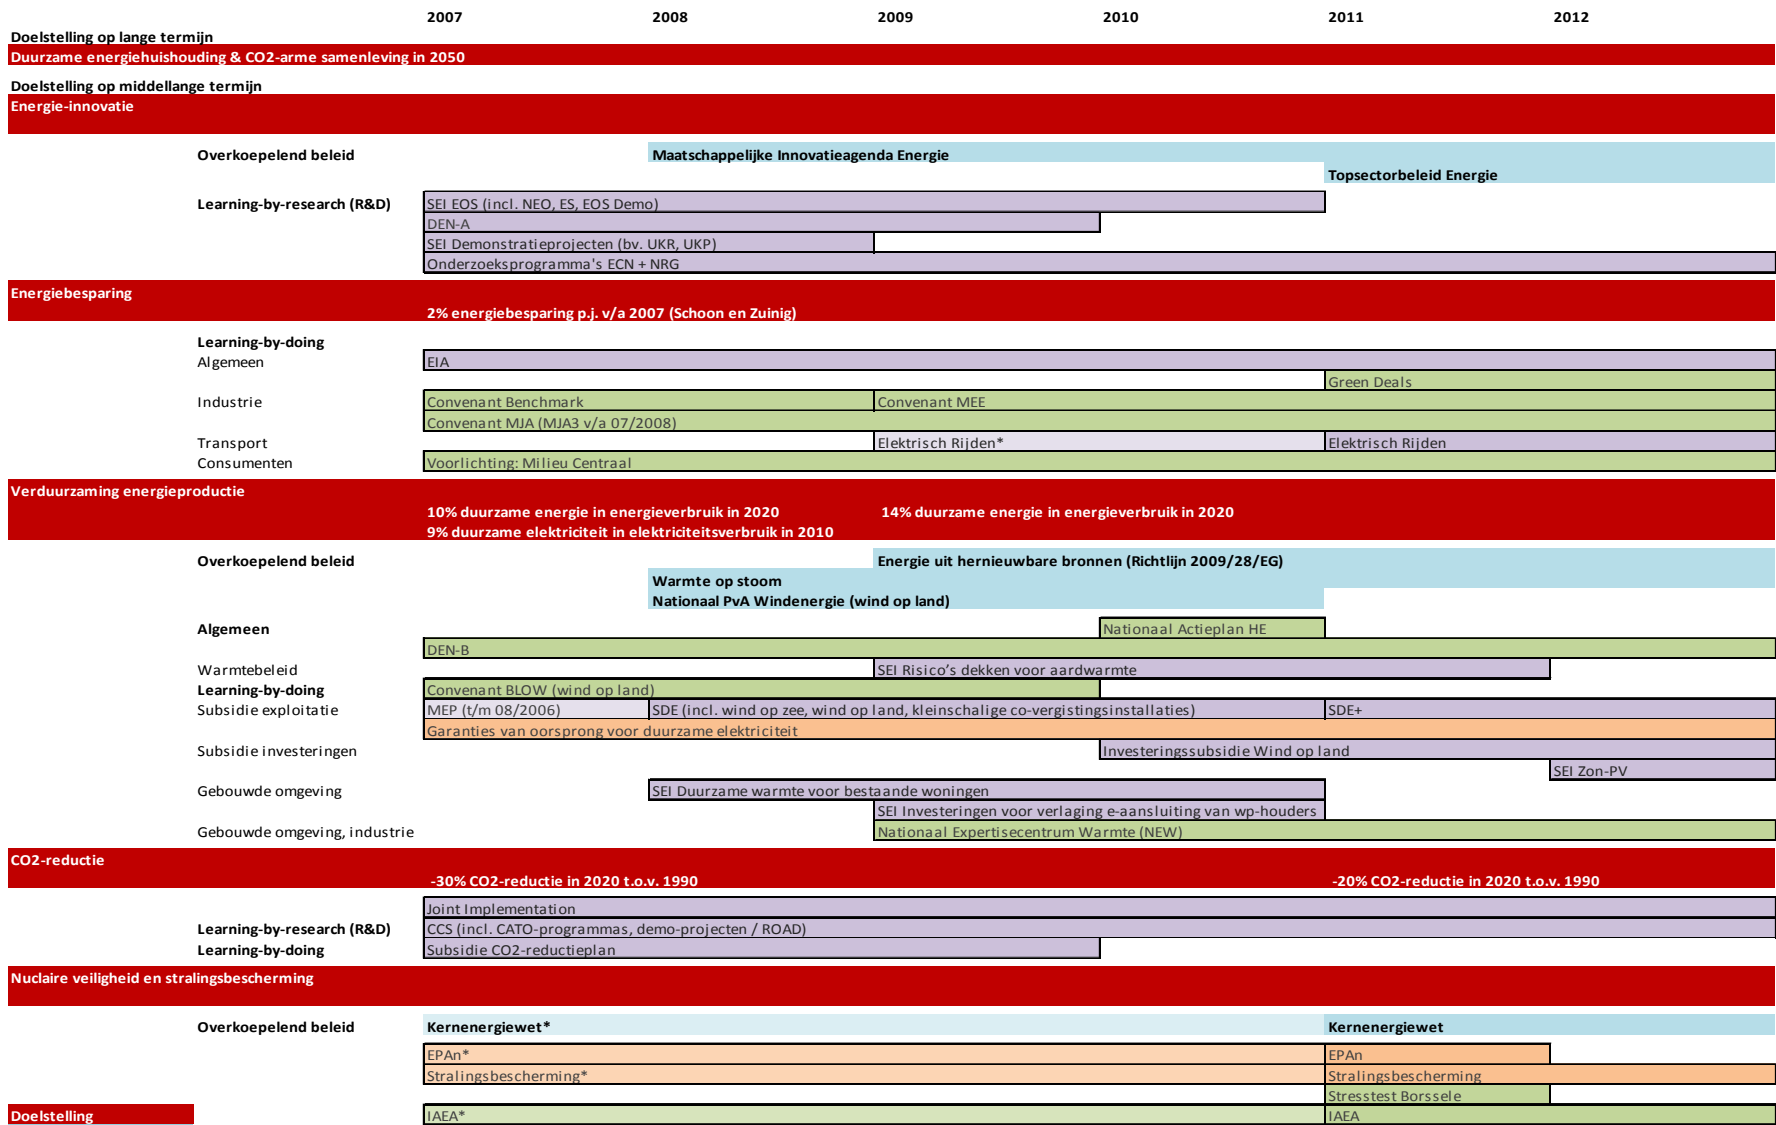 2007 2008 2009 2010 2011 2012
Doelstelling op lange termijn
Duurzame energiehuishouding & CO2-arme samenleving in 2050
Doelstelling op middellange termijn
Energie-innovatie
Overkoepelend beleid Maatschappelijke Innovatieagenda Energie
Topsectorbeleid Energie
Learning-by-research (R&D) SEI EOS (incl. NEO, ES, EOS Demo)
DEN-A
SEI Demonstratieprojecten (bv. UKR, UKP)
Onderzoeksprogramma's ECN + NRG
Energiebesparing
2% energiebesparing p.j. v/a 2007 (Schoon en Zuinig)
Learning-by-doing
Algemeen EIA
Green Deals
Industrie Convenant Benchmark Convenant MEE
Convenant MJA (MJA3 v/a 07/2008)
Transport Elektrisch Rijden* Elektrisch Rijden
Consumenten Voorlichting: Milieu Centraal
Verduurzaming energieproductie
10% duurzame energie in energieverbruik in 2020 14% duurzame energie in energieverbruik in 2020
9% duurzame elektriciteit in elektriciteitsverbruik in 2010
Overkoepelend beleid Energie uit hernieuwbare bronnen (Richtlijn 2009/28/EG)
Warmte op stoom
Nationaal PvA Windenergie (wind op land)
Algemeen Nationaal Actieplan HE
DEN-B
Warmtebeleid SEI Risico’s dekken voor aardwarmte
Learning-by-doing Convenant BLOW (wind op land)
Subsidie exploitatie MEP (t/m 08/2006) SDE (incl. wind op zee, wind op land, kleinschalige co-vergistingsinstallaties) SDE+
Garanties van oorsprong voor duurzame elektriciteit
Subsidie investeringen Investeringssubsidie Wind op land
SEI Zon-PV
Gebouwde omgeving SEI Duurzame warmte voor bestaande woningen
SEI Investeringen voor verlaging e-aansluiting van wp-houders
Gebouwde omgeving, industrie Nationaal Expertisecentrum Warmte (NEW)
CO2-reductie
-30% CO2-reductie in 2020 t.o.v. 1990 -20% CO2-reductie in 2020 t.o.v. 1990
Joint Implementation
Learning-by-research (R&D) CCS (incl. CATO-programmas, demo-projecten / ROAD)
Learning-by-doing Subsidie CO2-reductieplan
Nuclaire veiligheid en stralingsbescherming
Overkoepelend beleid Kernenergiewet* Kernenergiewet
EPAn* EPAn
Stralingsbescherming* Stralingsbescherming
Stresstest Borssele
Doelstelling IAEA* IAEA